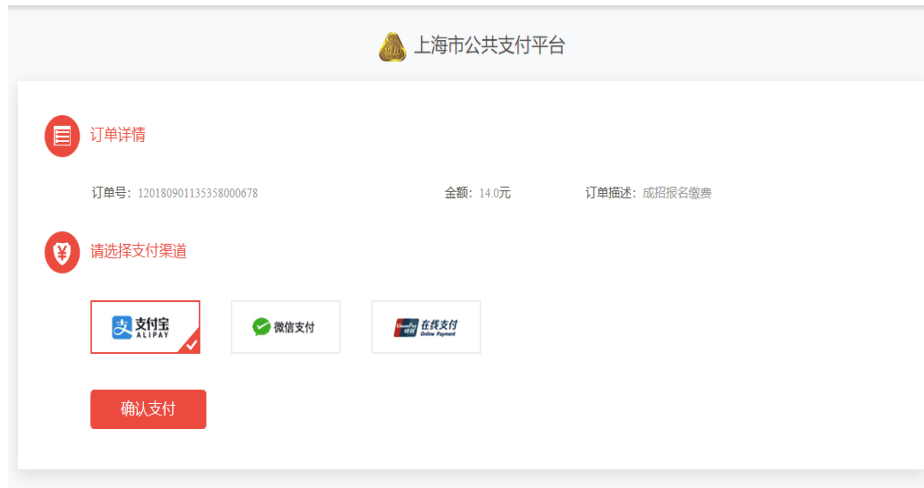 上海市公共支付平台
订单详情
订单号：120180901135358000678 金额：14.0元 订单描述：成招报名缴费
请选择支付渠道
支付宝 微信支付 UnionPay 银联 在线支付
ALIPAY Online Payment
确认支付